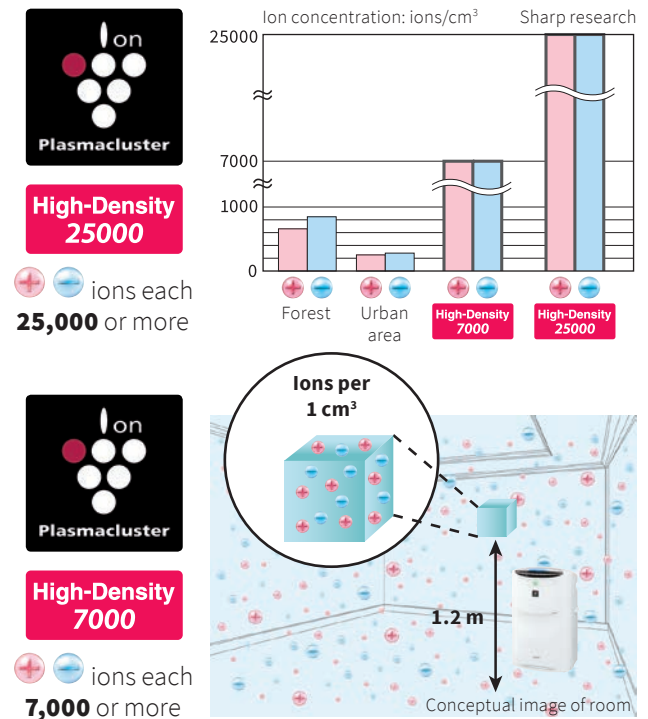 Ion
Plasmacluster
High-Density
25000
+ − ions each
25,000 or more
Ion concentration: ions/cm³
Sharp research
25000
7000
1000
0
+ − + − + − + −
Forest
Urban
area
High-Density
7000
High-Density
25000
Ion
Plasmacluster
High-Density
7000
+ − ions each
7,000 or more
Ions per
1 cm³
1.2 m
Conceptual image of room